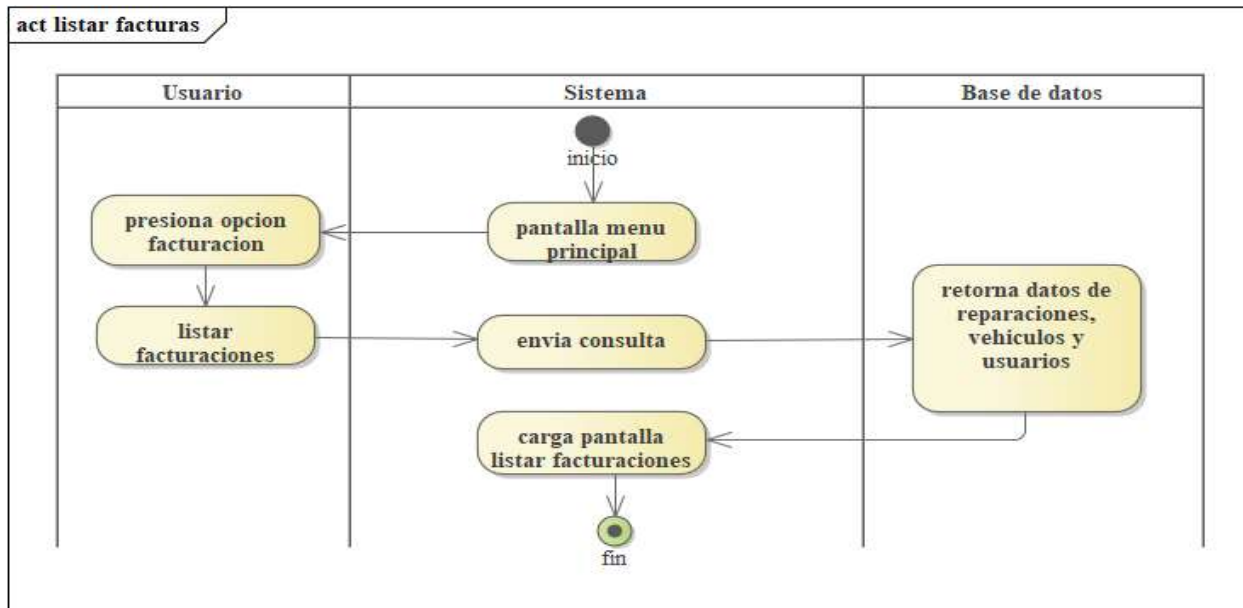 act listar facturas
Usuario
Sistema
Base de datos
inicio
pantalla menu
principal
presiona opcion
facturacion
listar
facturaciones
envia consulta
retorna datos de
reparaciones,
vehiculos y
usuarios
carga pantalla
listar facturaciones
fin